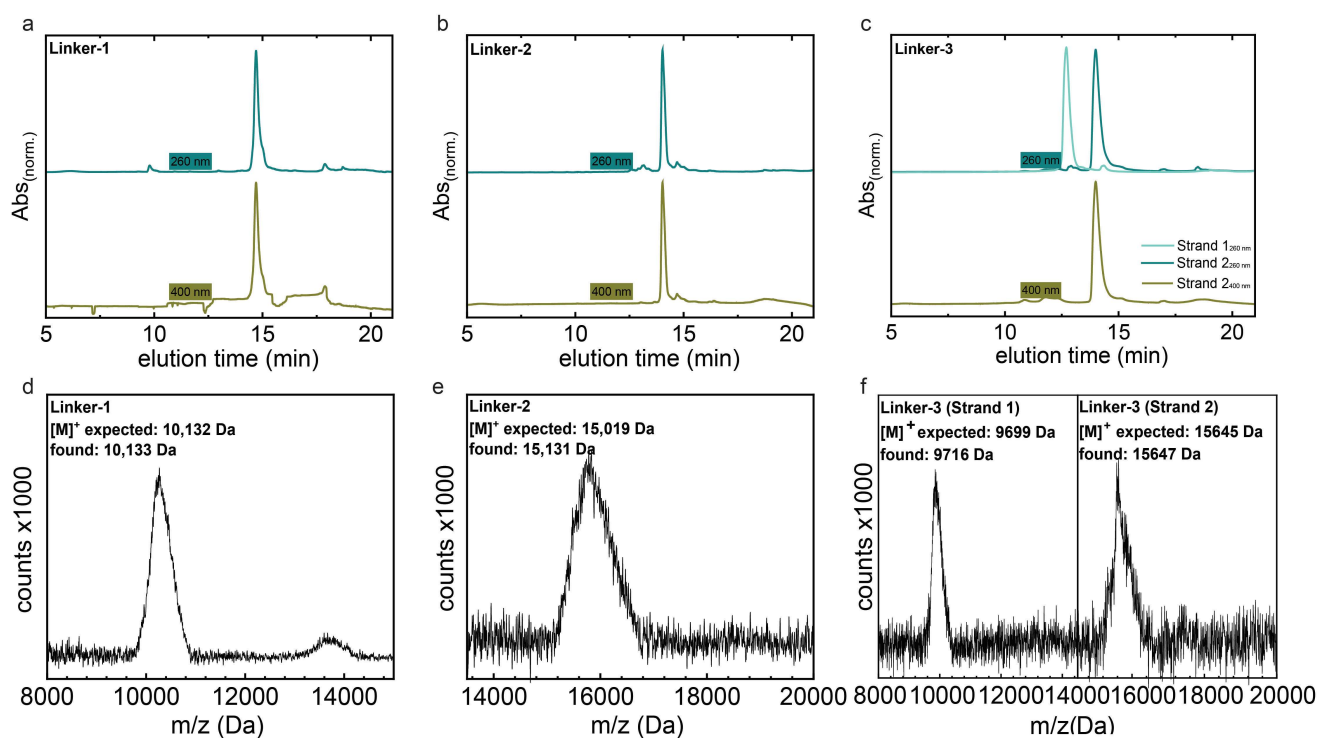 a
Linker-1
260 nm
400 nm
Abs(norm.)
5 10 15 20
elution time (min)
b
Linker-2
260 nm
400 nm
Abs(norm.)
5 10 15 20
elution time (min)
c
Linker-3
260 nm
Strand 1260 nm
Strand 2260 nm
Strand 2400 nm
400 nm
Abs(norm.)
5 10 15 20
elution time (min)
d
Linker-1
[M]+ expected: 10,132 Da
found: 10,133 Da
counts x1000
8000 10000 12000 14000
m/z (Da)
e
Linker-2
[M]+ expected: 15,019 Da
found: 15,131 Da
counts x1000
14000 16000 18000 20000
m/z (Da)
f
Linker-3 (Strand 1)
[M]+ expected: 9699 Da
found: 9716 Da
Linker-3 (Strand 2)
[M]+ expected: 15645 Da
found: 15647 Da
counts x1000
8000 10000 12000 14000 16000 18000 20000
m/z(Da)